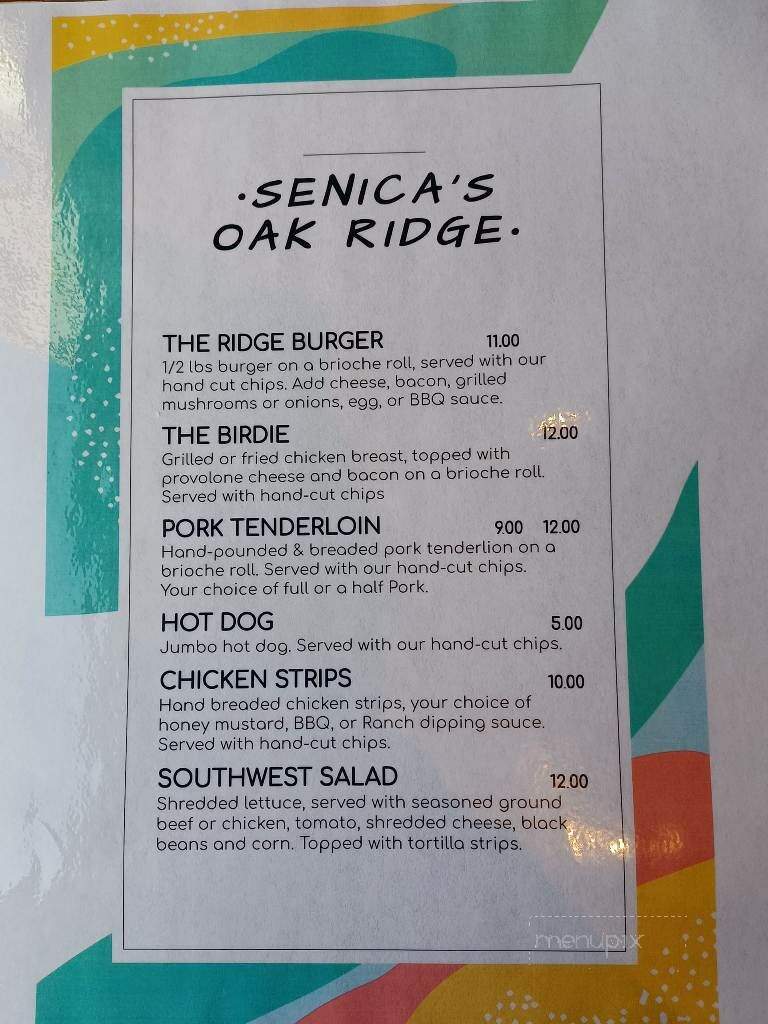 ·SENICA'S
OAK RIDGE·
THE RIDGE BURGER 11.00
1/2 lbs burger on a brioche roll, served with our
hand cut chips. Add cheese, bacon, grilled
mushrooms or onions, egg, or BBQ sauce.
THE BIRDIE 12.00
Grilled or fried chicken breast, topped with
provolone cheese and bacon on a brioche roll.
Served with hand-cut chips
PORK TENDERLOIN 9.00 12.00
Hand-pounded & breaded pork tenderlion on a
brioche roll. Served with our hand-cut chips.
Your choice of full or a half Pork.
HOT DOG 5.00
Jumbo hot dog. Served with our hand-cut chips.
CHICKEN STRIPS 10.00
Hand breaded chicken strips, your choice of
honey mustard, BBQ, or Ranch dipping sauce.
Served with hand-cut chips.
SOUTHWEST SALAD 12.00
Shredded lettuce, served with seasoned ground
beef or chicken, tomato, shredded cheese, black
beans and corn. Topped with tortilla strips.
menupix